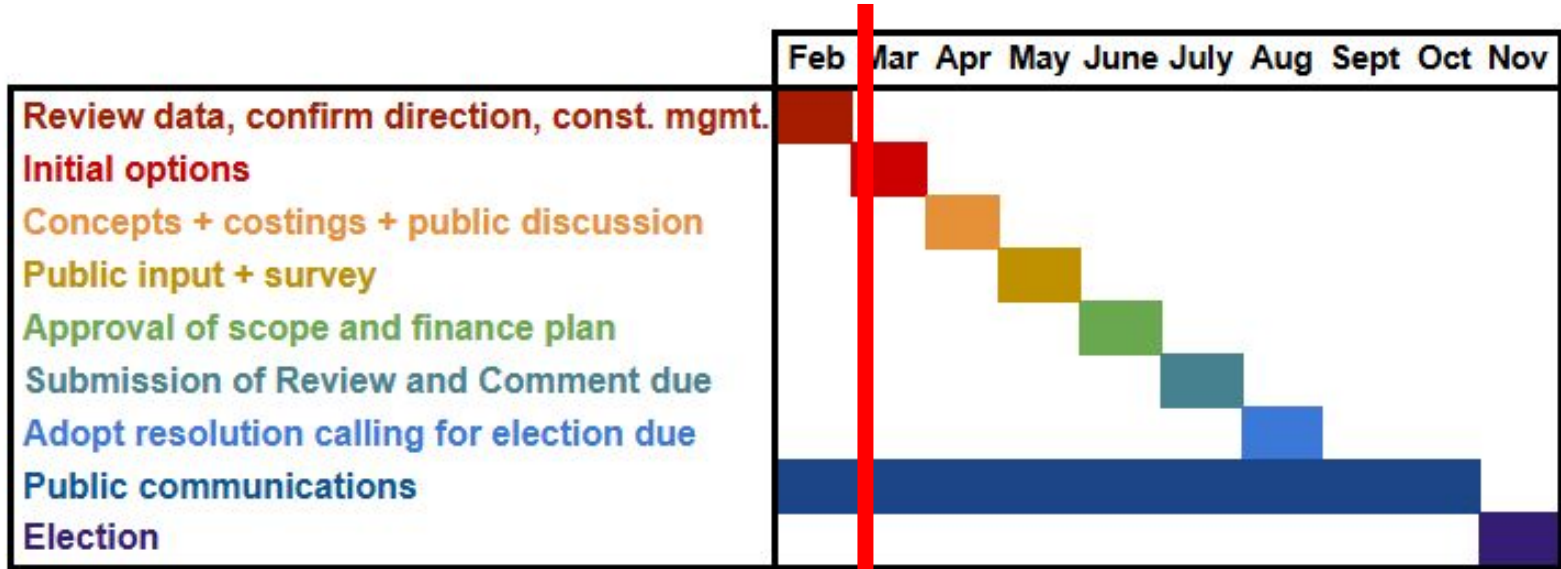 Feb Mar Apr May June July Aug Sept Oct Nov
Review data, confirm direction, const. mgmt.
Initial options
Concepts + costings + public discussion
Public input + survey
Approval of scope and finance plan
Submission of Review and Comment due
Adopt resolution calling for election due
Public communications
Election